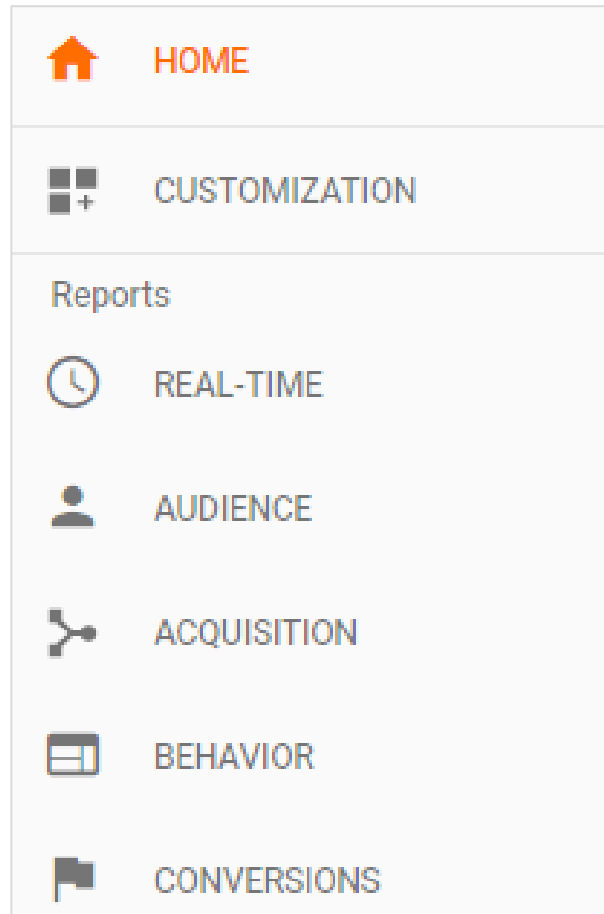 HOME
CUSTOMIZATION
Reports
REAL-TIME
AUDIENCE
ACQUISITION
BEHAVIOR
CONVERSIONS